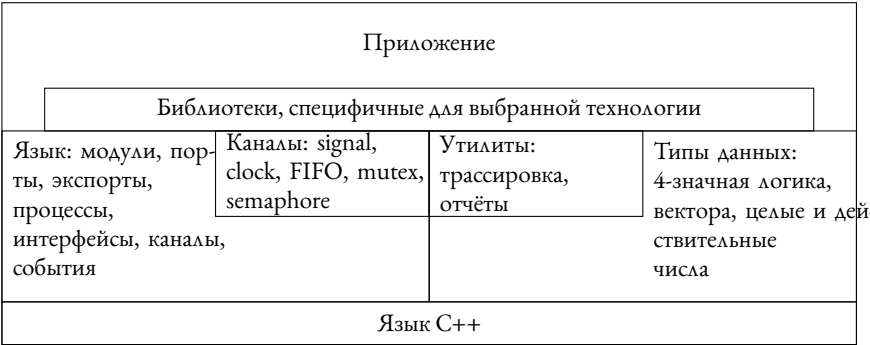 Приложение
Библиотеки, специфичные для выбранной технологии
Язык: модули, пор-
ты, экспорты,
процессы,
интерфейсы, каналы,
события
Каналы: signal,
clock, FIFO, mutex,
semaphore
Утилиты:
трассировка,
отчёты
Типы данных:
4-значная логика,
вектора, целые и дей-
ствительные
числа
Язык C++